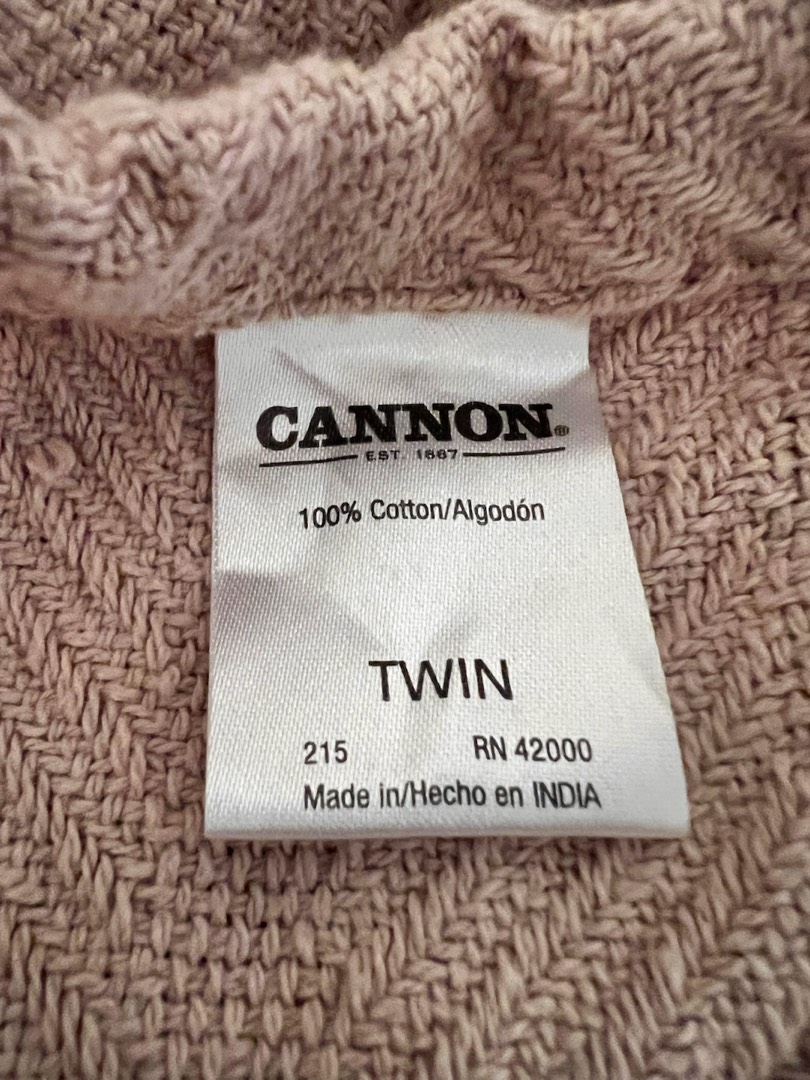 CANNON®
EST. 1887
100% Cotton/Algodón
TWIN
215 RN 42000
Made in/Hecho en INDIA